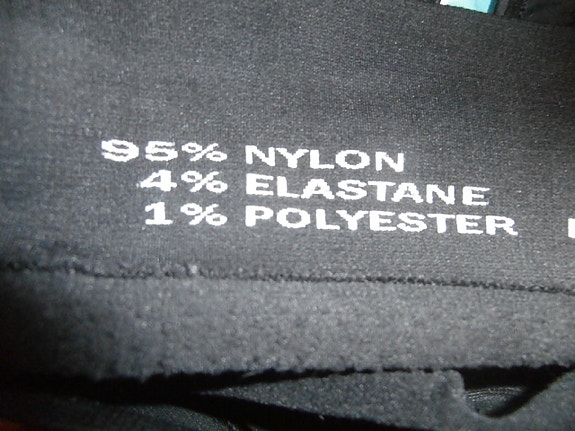 95% NYLON
4% ELASTANE
1% POLYESTER